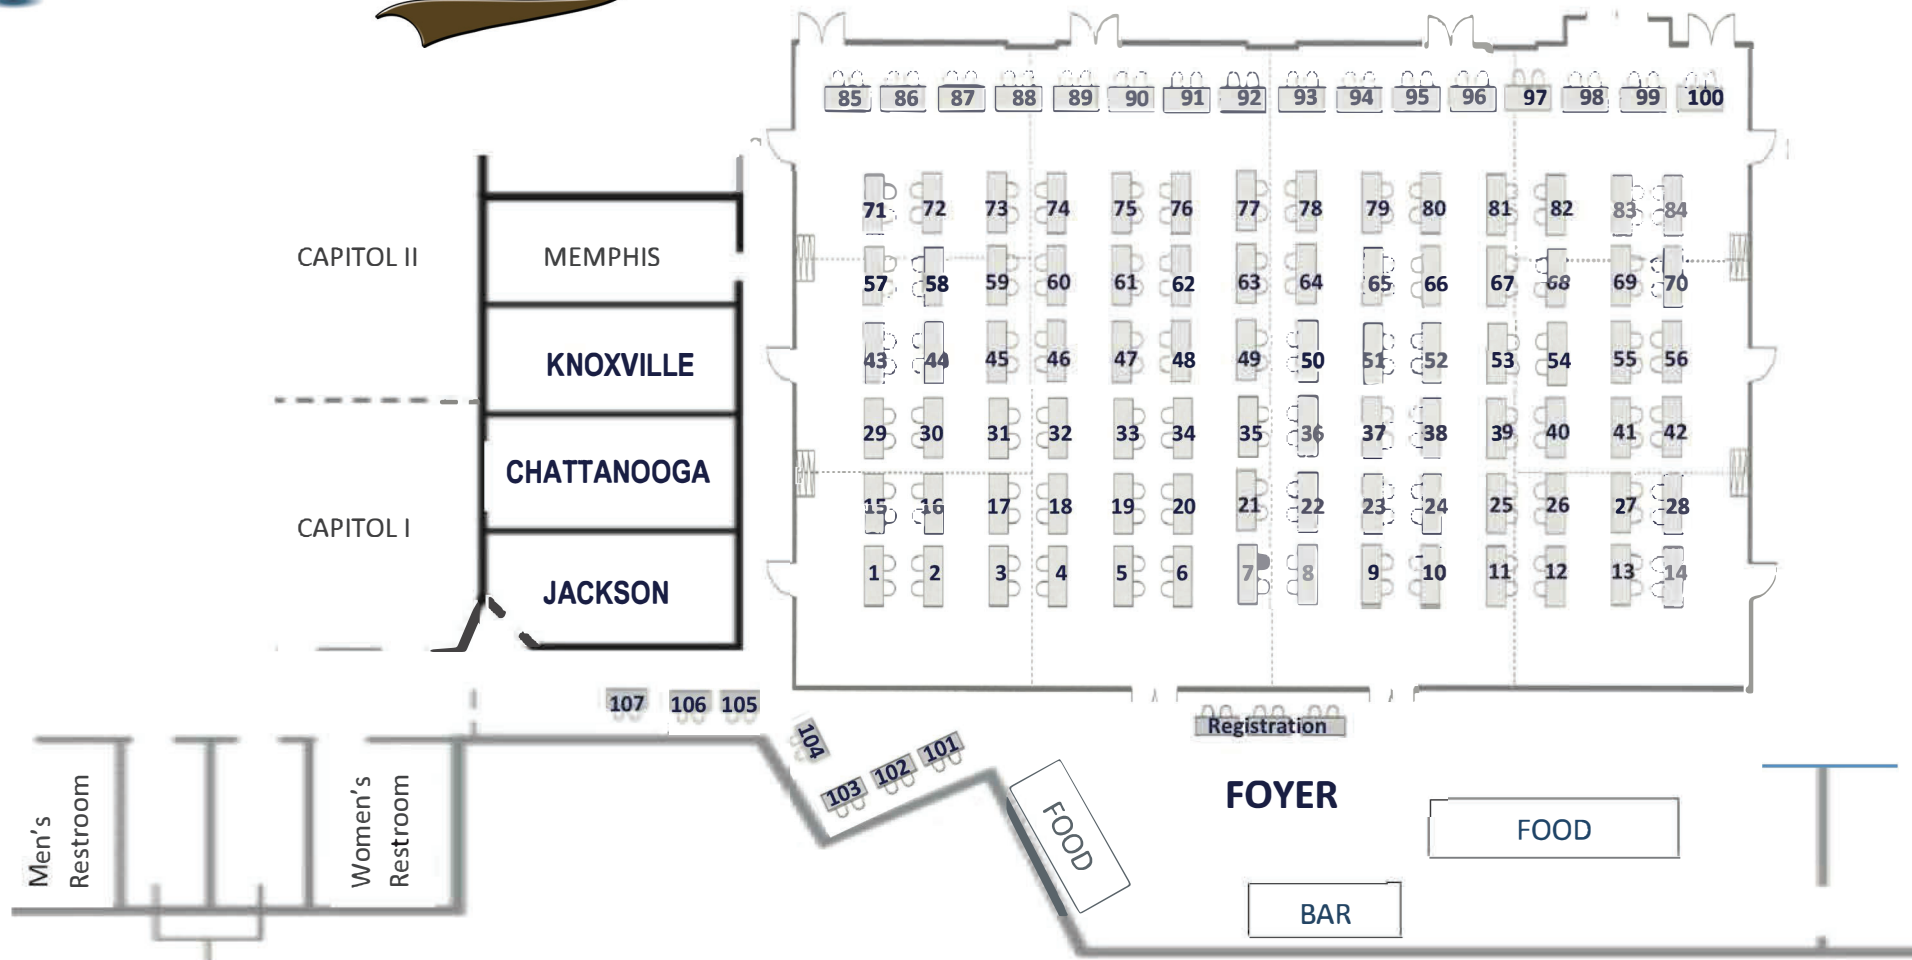 85 86 87 88 89 90 91 92 93 94 95 96 97 98 99 100
71 72 73 74 75 76 77 78 79 80 81 82 83 84
CAPITOL II
MEMPHIS
57 58 59 60 61 62 63 64 65 66 67 68 69 70
KNOXVILLE
43 44 45 46 47 48 49 50 51 52 53 54 55 56
29 30 31 32 33 34 35 36 37 38 39 40 41 42
CHATTANOOGA
15 16 17 18 19 20 21 22 23 24 25 26 27 28
CAPITOL I
JACKSON
1 2 3 4 5 6 7 8 9 10 11 12 13 14
107 106 105
104
103 102 101
Registration
FOYER
Men's
Restroom
Women's
Restroom
FOOD
FOOD
BAR